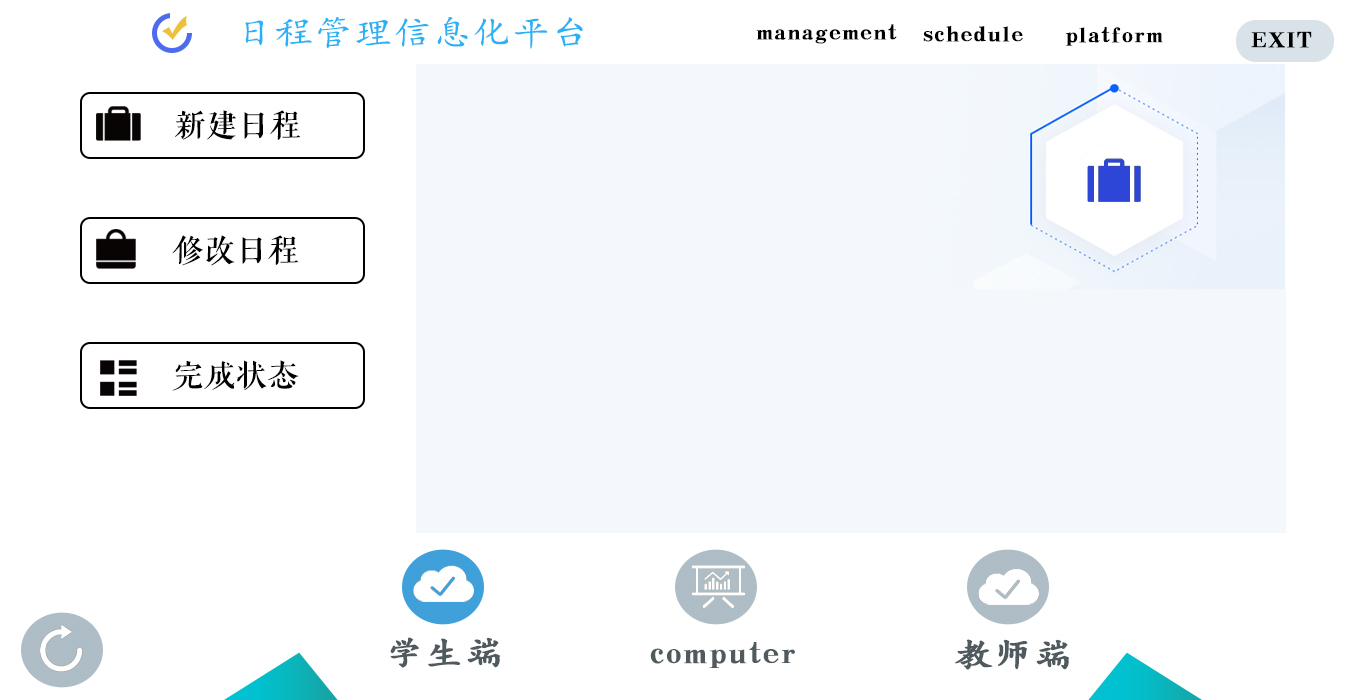 日程管理信息化平台
management schedule platform
EXIT
新建日程
修改日程
完成状态
学生端
computer
教师端